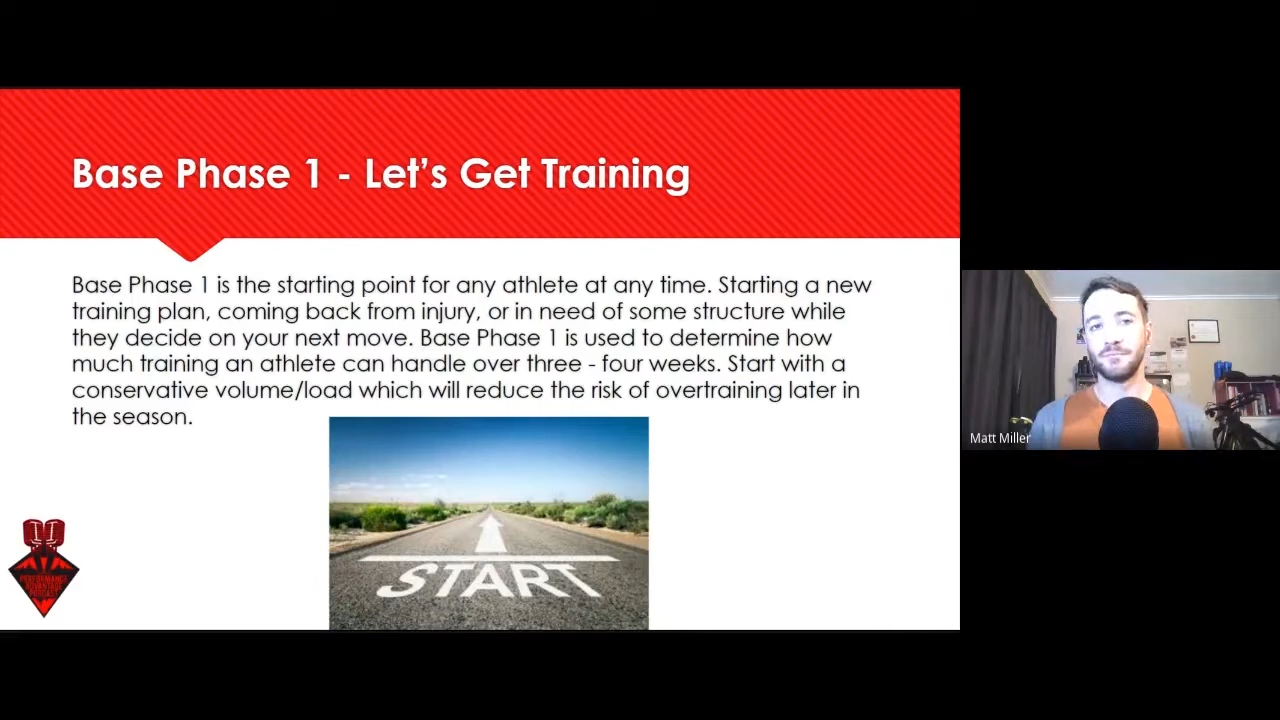 Base Phase 1 - Let's Get Training
Base Phase 1 is the starting point for any athlete at any time. Starting a new
training plan, coming back from injury, or in need of some structure while
they decide on your next move. Base Phase 1 is used to determine how
much training an athlete can handle over three - four weeks. Start with a
conservative volume/load which will reduce the risk of overtraining later in
the season.
START
PERFORMANCE
ADVANTAGE
PODCAST
Matt Miller